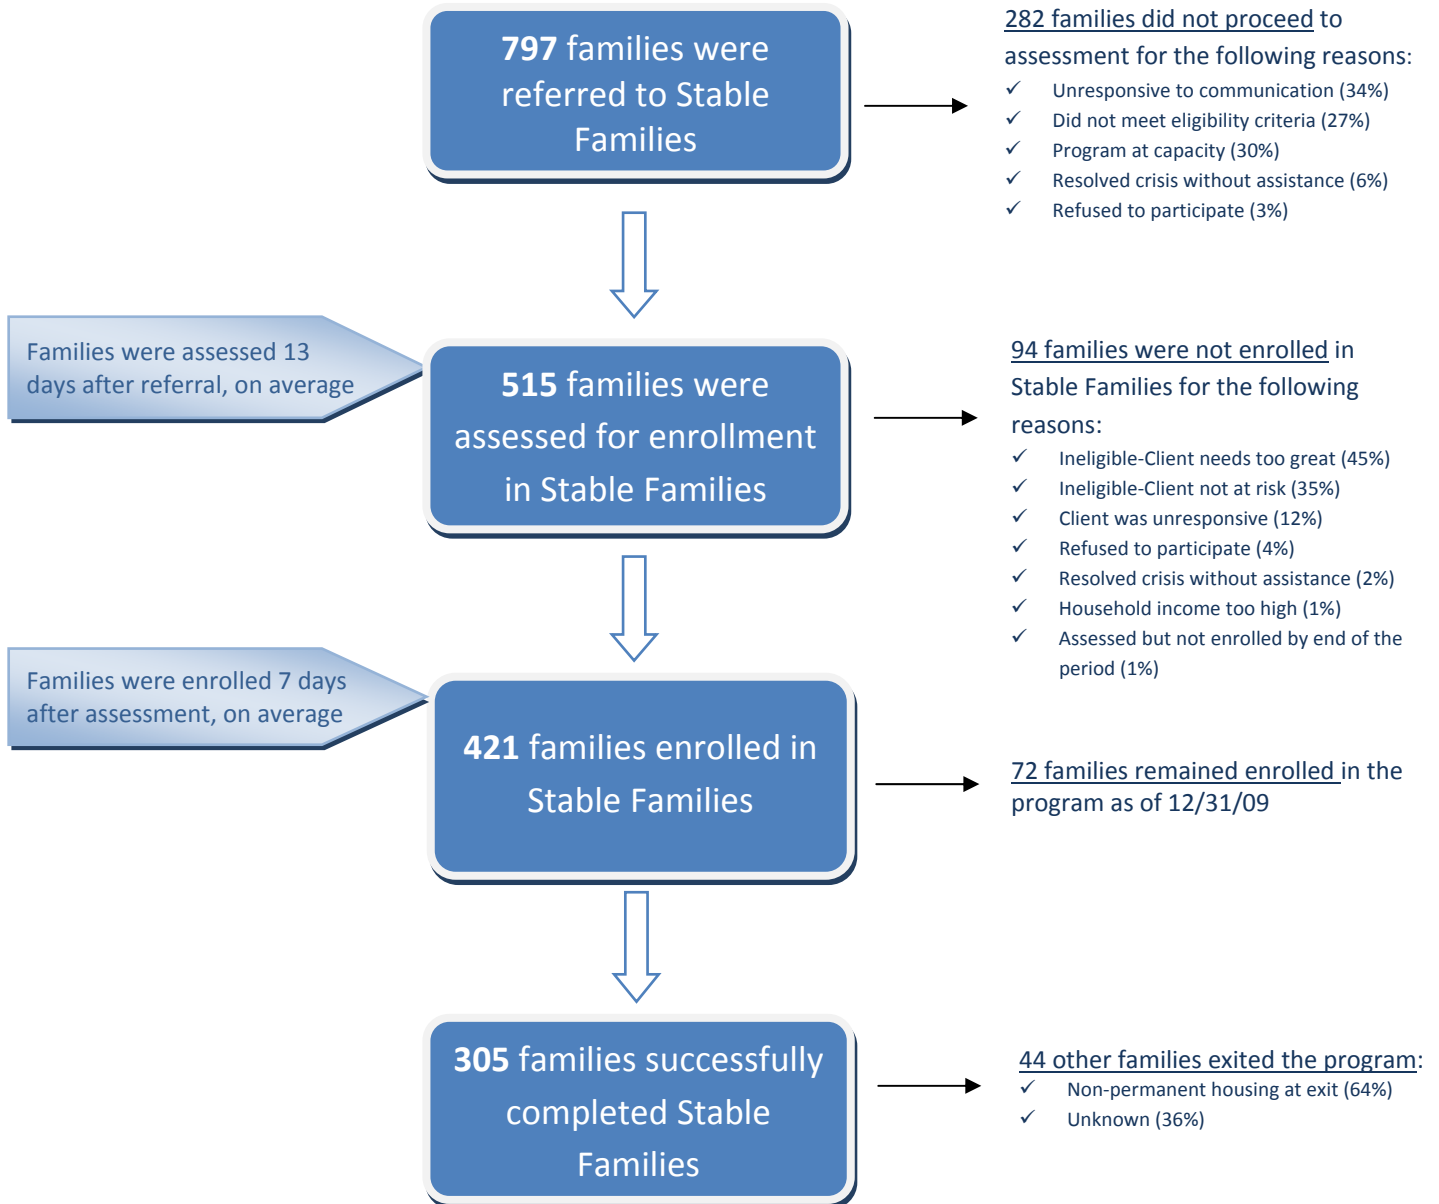 797 families were
referred to Stable
Families
282 families did not proceed to
assessment for the following reasons:
✓ Unresponsive to communication (34%)
✓ Did not meet eligibility criteria (27%)
✓ Program at capacity (30%)
✓ Resolved crisis without assistance (6%)
✓ Refused to participate (3%)
Families were assessed 13
days after referral, on average
515 families were
assessed for enrollment
in Stable Families
94 families were not enrolled in
Stable Families for the following
reasons:
✓ Ineligible-Client needs too great (45%)
✓ Ineligible-Client not at risk (35%)
✓ Client was unresponsive (12%)
✓ Refused to participate (4%)
✓ Resolved crisis without assistance (2%)
✓ Household income too high (1%)
✓ Assessed but not enrolled by end of the
period (1%)
Families were enrolled 7 days
after assessment, on average
421 families enrolled in
Stable Families
72 families remained enrolled in the
program as of 12/31/09
305 families successfully
completed Stable
Families
44 other families exited the program:
✓ Non-permanent housing at exit (64%)
✓ Unknown (36%)